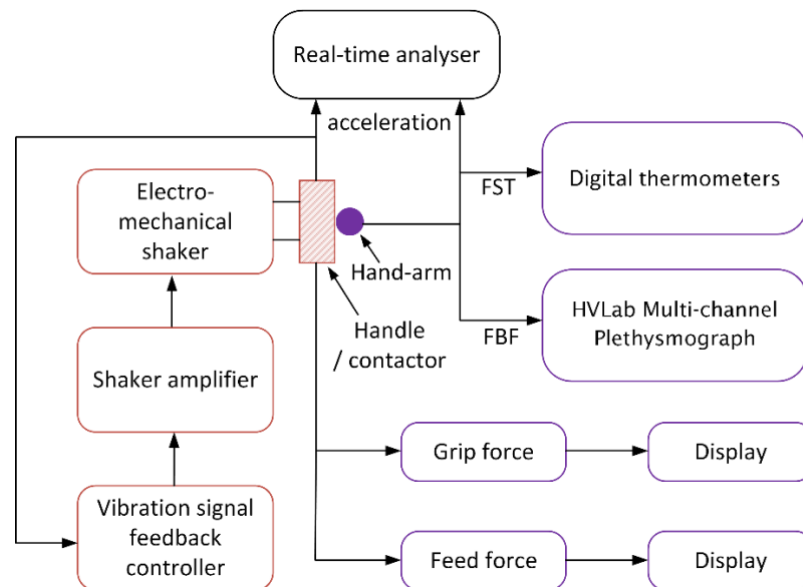 Real-time analyser
acceleration
Electro-
mechanical
shaker
FST
Digital thermometers
Hand-arm
Handle
/ contactor
FBF
HVLab Multi-channel
Plethysmograph
Shaker amplifier
Grip force
Display
Vibration signal
feedback
controller
Feed force
Display